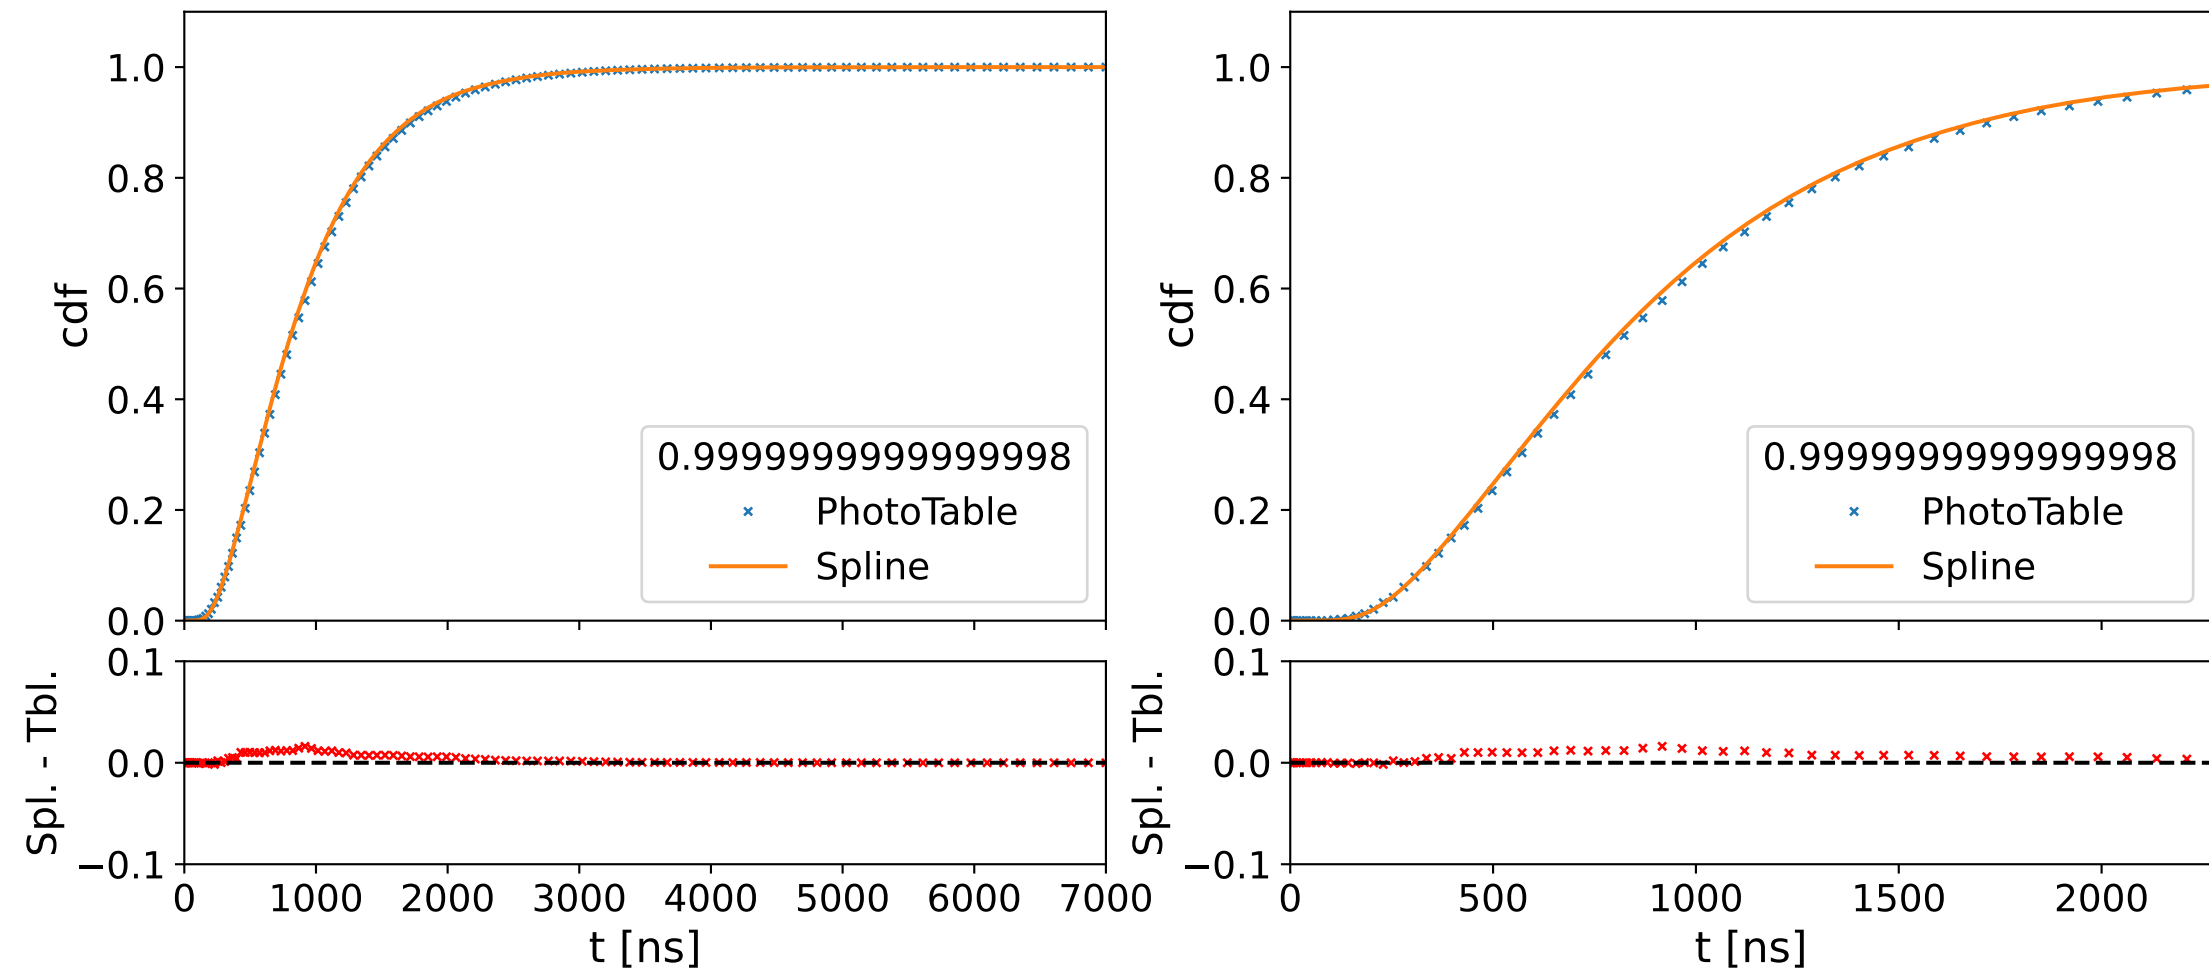 1.0
0.8
0.6
0.4
0.2
0.0
cdf
0.9999999999999998
PhotoTable
Spline
0.1
0.0
−0.1
Spl. - Tbl.
0 1000 2000 3000 4000 5000 6000 7000
t [ns]
1.0
0.8
0.6
0.4
0.2
0.0
cdf
0.9999999999999998
PhotoTable
Spline
0.1
0.0
−0.1
Spl. - Tbl.
0 500 1000 1500 2000
t [ns]